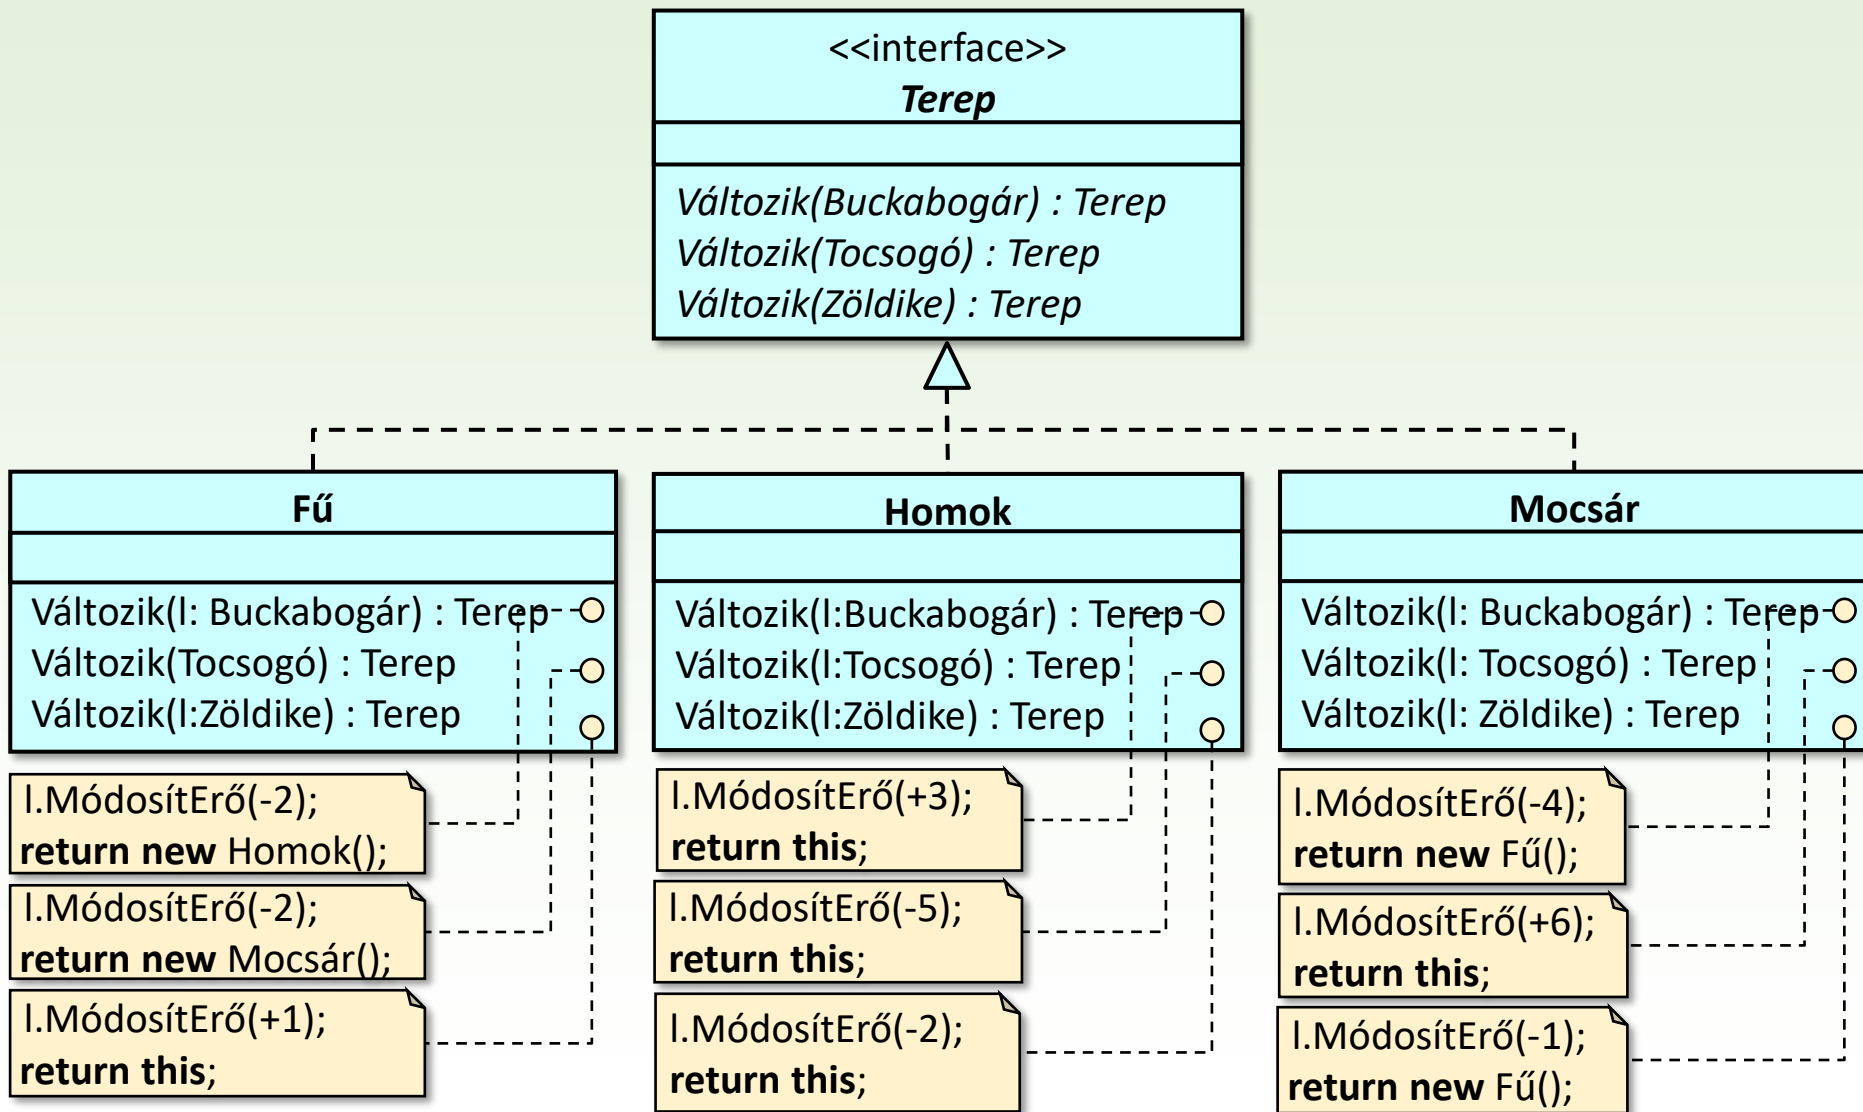 <<interface>>
Terep
Változik(Buckabogár) : Terep
Változik(Tocsogó) : Terep
Változik(Zöldike) : Terep
Fű
Változik(l: Buckabogár) : Terep
Változik(Tocsogó) : Terep
Változik(l:Zöldike) : Terep
l.MódosítErő(-2);
return new Homok();
l.MódosítErő(-2);
return new Mocsár();
l.MódosítErő(+1);
return this;
Homok
Változik(l:Buckabogár) : Terep
Változik(l:Tocsogó) : Terep
Változik(l:Zöldike) : Terep
l.MódosítErő(+3);
return this;
l.MódosítErő(-5);
return this;
l.MódosítErő(-2);
return this;
Mocsár
Változik(l: Buckabogár) : Terep
Változik(l: Tocsogó) : Terep
Változik(l: Zöldike) : Terep
l.MódosítErő(-4);
return new Fű();
l.MódosítErő(+6);
return this;
l.MódosítErő(-1);
return new Fű();